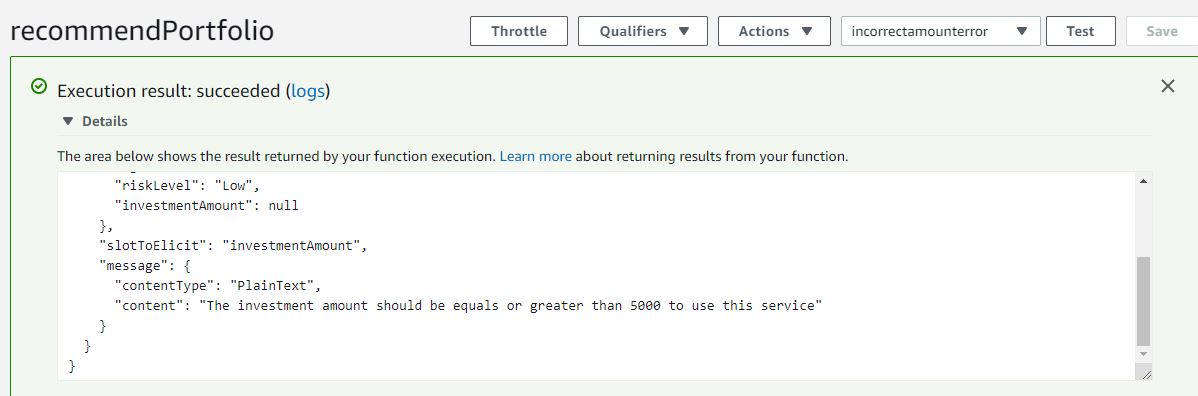 recommendPortfolio
Throttle
Qualifiers
Actions
incorrectamounterror
Test
Save
Execution result: succeeded (logs)
Details
The area below shows the result returned by your function execution. Learn more about returning results from your function.
"riskLevel": "Low",
"investmentAmount": null
},
"slotToElicit": "investmentAmount",
"message": {
"contentType": "PlainText",
"content": "The investment amount should be equals or greater than 5000 to use this service"
}
}
}